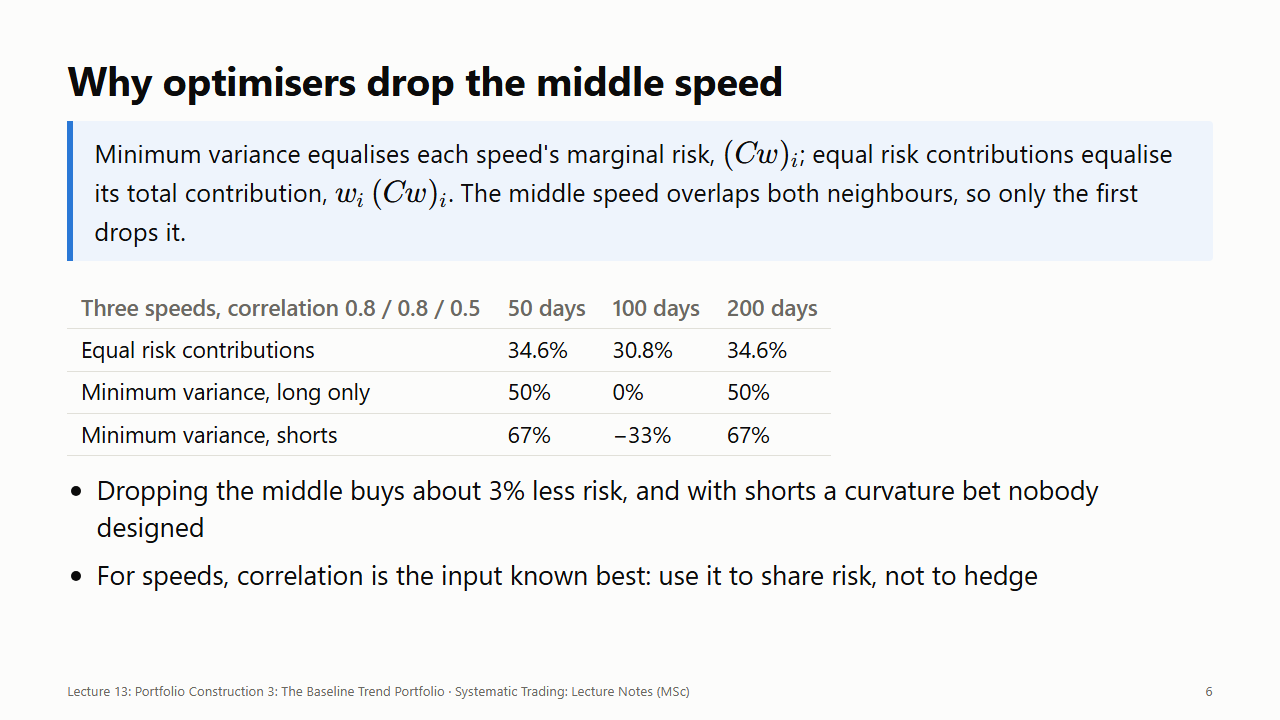 Why optimisers drop the middle speed
Minimum variance equalises each speed's marginal risk, (Cw)_i; equal risk contributions equalise
its total contribution, w_i (Cw)_i. The middle speed overlaps both neighbours, so only the first
drops it.
Three speeds, correlation 0.8 / 0.8 / 0.5 50 days 100 days 200 days
Equal risk contributions 34.6% 30.8% 34.6%
Minimum variance, long only 50% 0% 50%
Minimum variance, shorts 67% −33% 67%
• Dropping the middle buys about 3% less risk, and with shorts a curvature bet nobody
designed
• For speeds, correlation is the input known best: use it to share risk, not to hedge
Lecture 13: Portfolio Construction 3: The Baseline Trend Portfolio · Systematic Trading: Lecture Notes (MSc) 6